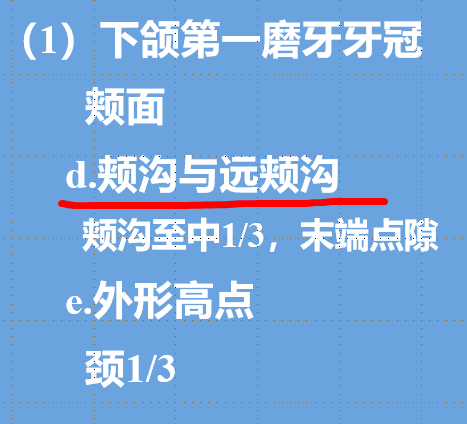 （1）下颌第一磨牙牙冠
颊面
d.颊沟与远颊沟
颊沟至中1/3，末端点隙
e.外形高点
颈1/3